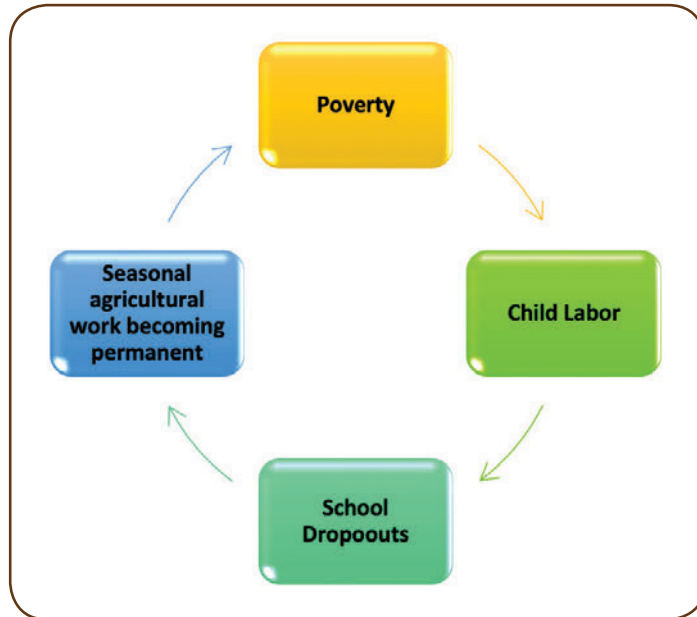 Poverty
Child Labor
School
Dropoouts
Seasonal
agricultural
work becoming
permanent